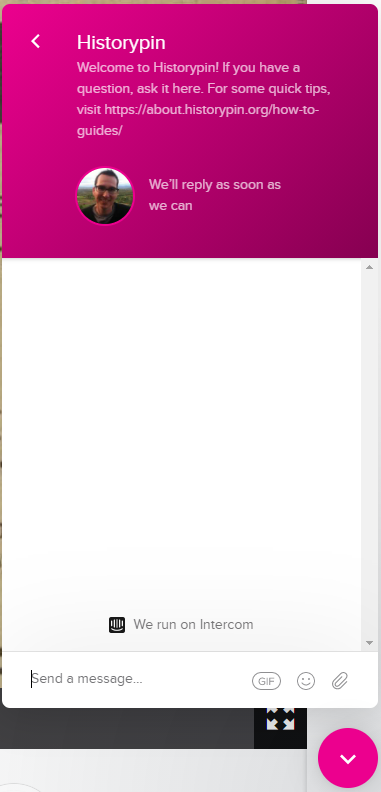 Historypin
Welcome to Historypin! If you have a
question, ask it here. For some quick tips,
visit https://about.historypin.org/how-to-
guides/
We'll reply as soon as
we can
We run on Intercom
Send a message...
GIF